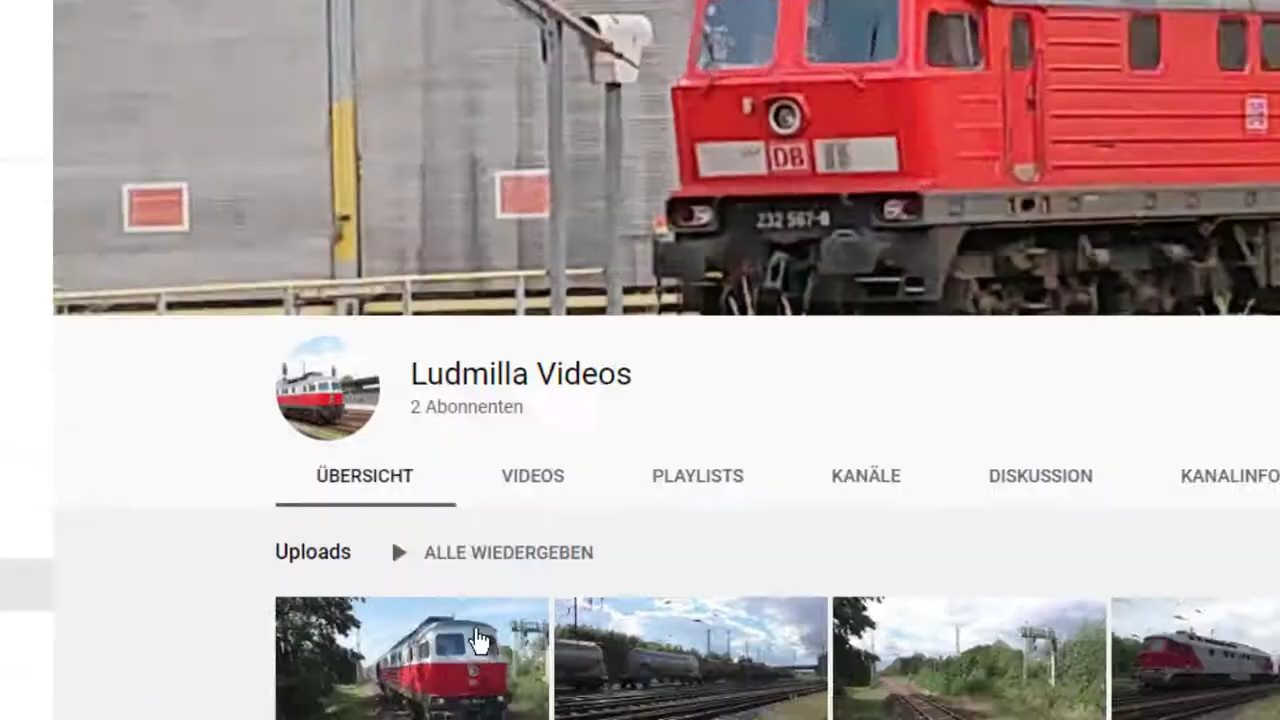 DB
232 567-8
Ludmilla Videos
2 Abonnenten
ÜBERSICHT VIDEOS PLAYLISTS KANÄLE DISKUSSION KANALINFO
Uploads ALLE WIEDERGEBEN